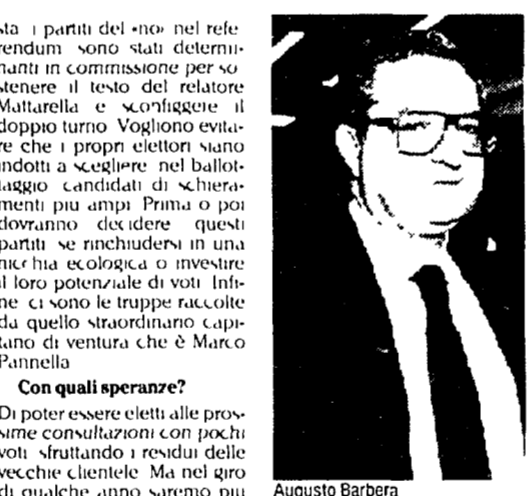 sta i partiti del «no» nel refe
rendum sono stati determi-
nanti in commissione per so
stenere il testo del relatore
Mattarella e sconfiggere il
doppio turno Vogliono evita-
re che i propri elettori siano
indotti a scegliere nel ballot-
taggio candidati di schiera-
menti più ampi Prima o poi
dovranno decidere questi
partiti se rinchiudersi in una
nicchia ecologica o investire
il loro potenziale di voti Infi-
ne ci sono le truppe raccolte
da quello straordinario capi-
tano di ventura che è Marco
Pannella
Con quali speranze?
Di poter essere eletti alle pros-
sime consultazioni con pochi
voti sfruttando i residui delle
vecchie clientele Ma nel giro
di qualche anno saremo più
Augusto Barbera